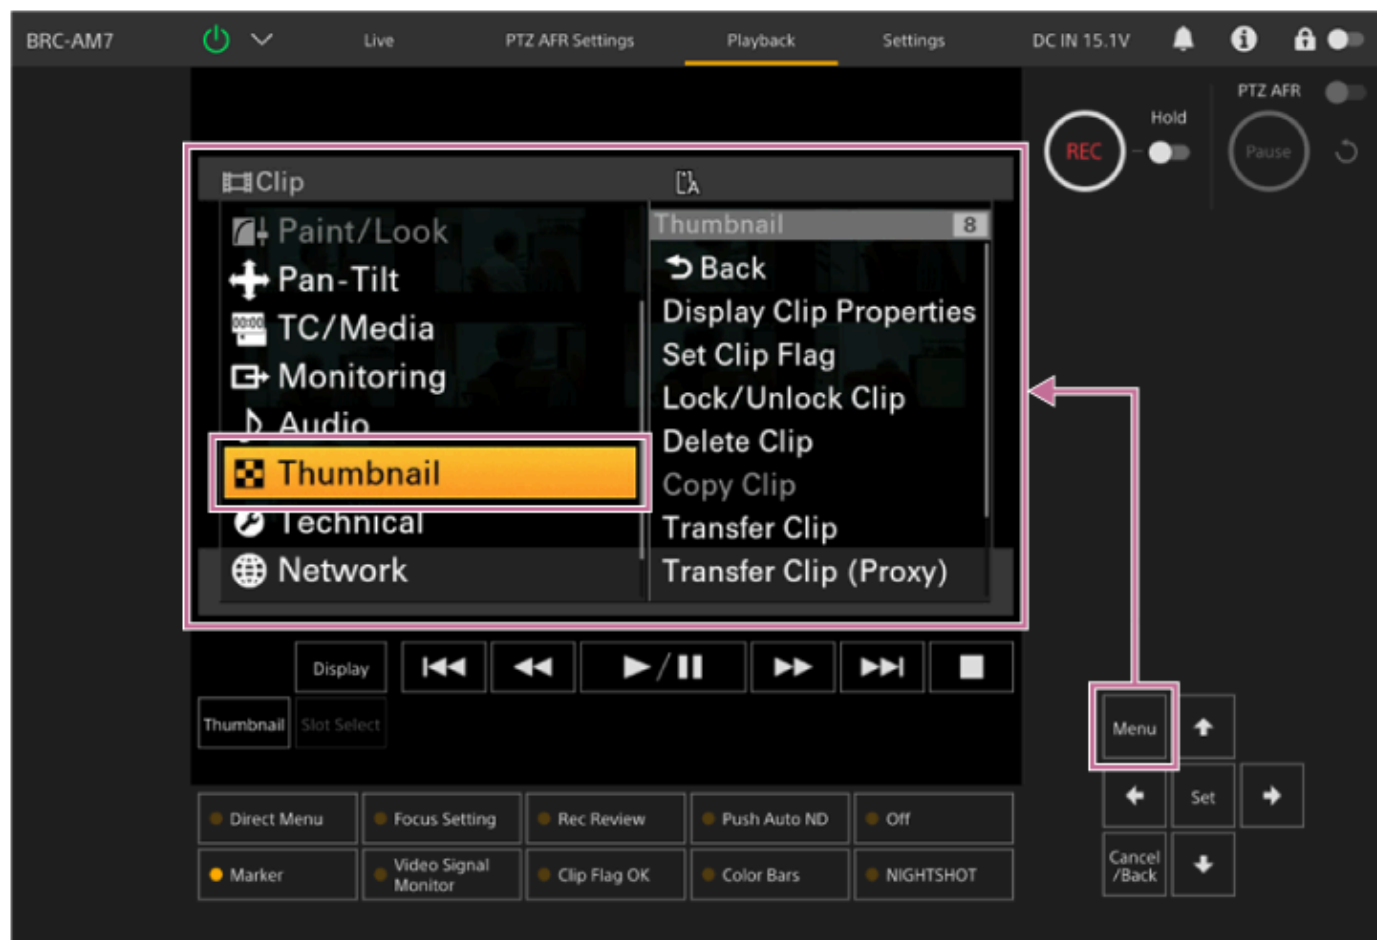 BRC-AM7 Live PTZ AFR Settings Playback Settings DC IN 15.1V
PTZ AFR
Hold
REC
Pause
Clip
A
Paint/Look
Pan-Tilt
00:00
TC/Media
Monitoring
Audio
Thumbnail
Technical
Network
Thumbnail 8
Back
Display Clip Properties
Set Clip Flag
Lock/Unlock Clip
Delete Clip
Copy Clip
Transfer Clip
Transfer Clip (Proxy)
Display
Thumbnail Slot Select
Menu
Set
Cancel
/Back
Direct Menu Focus Setting Rec Review Push Auto ND Off
Marker Video Signal
Monitor Clip Flag OK Color Bars NIGHTSHOT